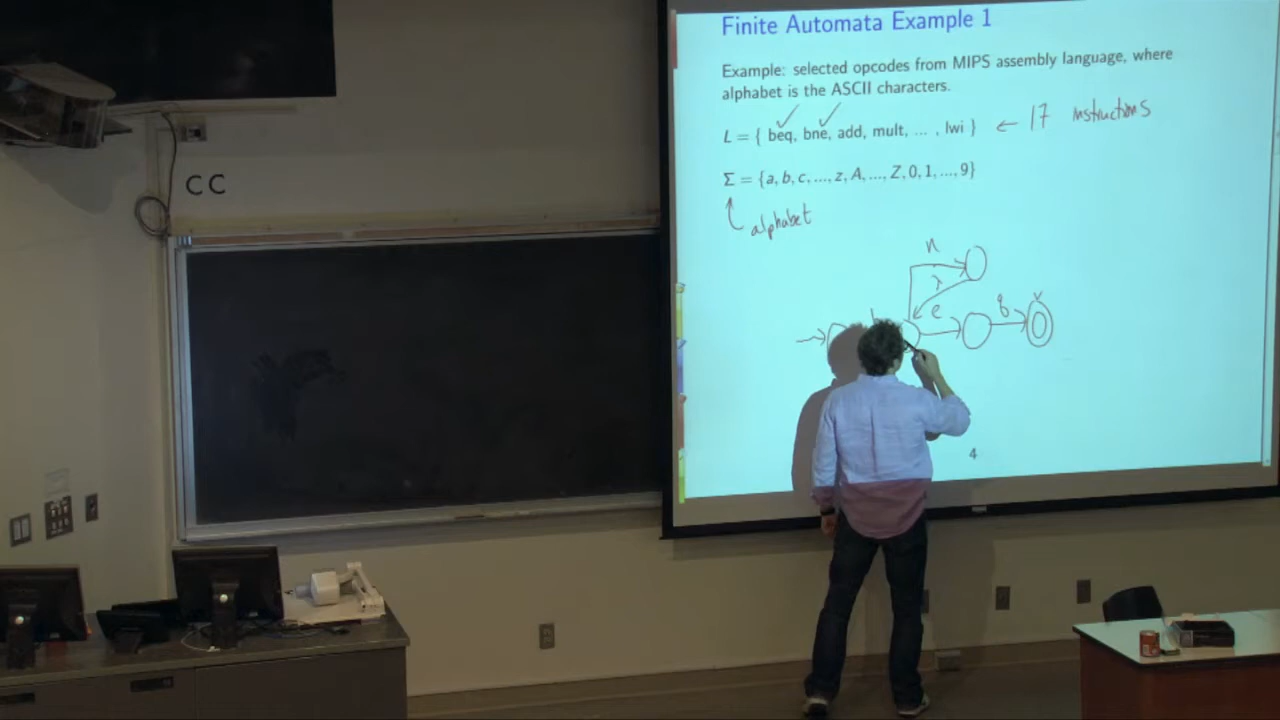 Finite Automata Example 1
Example: selected opcodes from MIPS assembly language, where
alphabet is the ASCII characters.
L = { beq, bne, add, mult, ... , lwi } ← 17 instructions
Σ = {a, b, c, ..., z, A, ..., Z, 0, 1, ..., 9}
alphabet
CC
n
λ
e
q
4